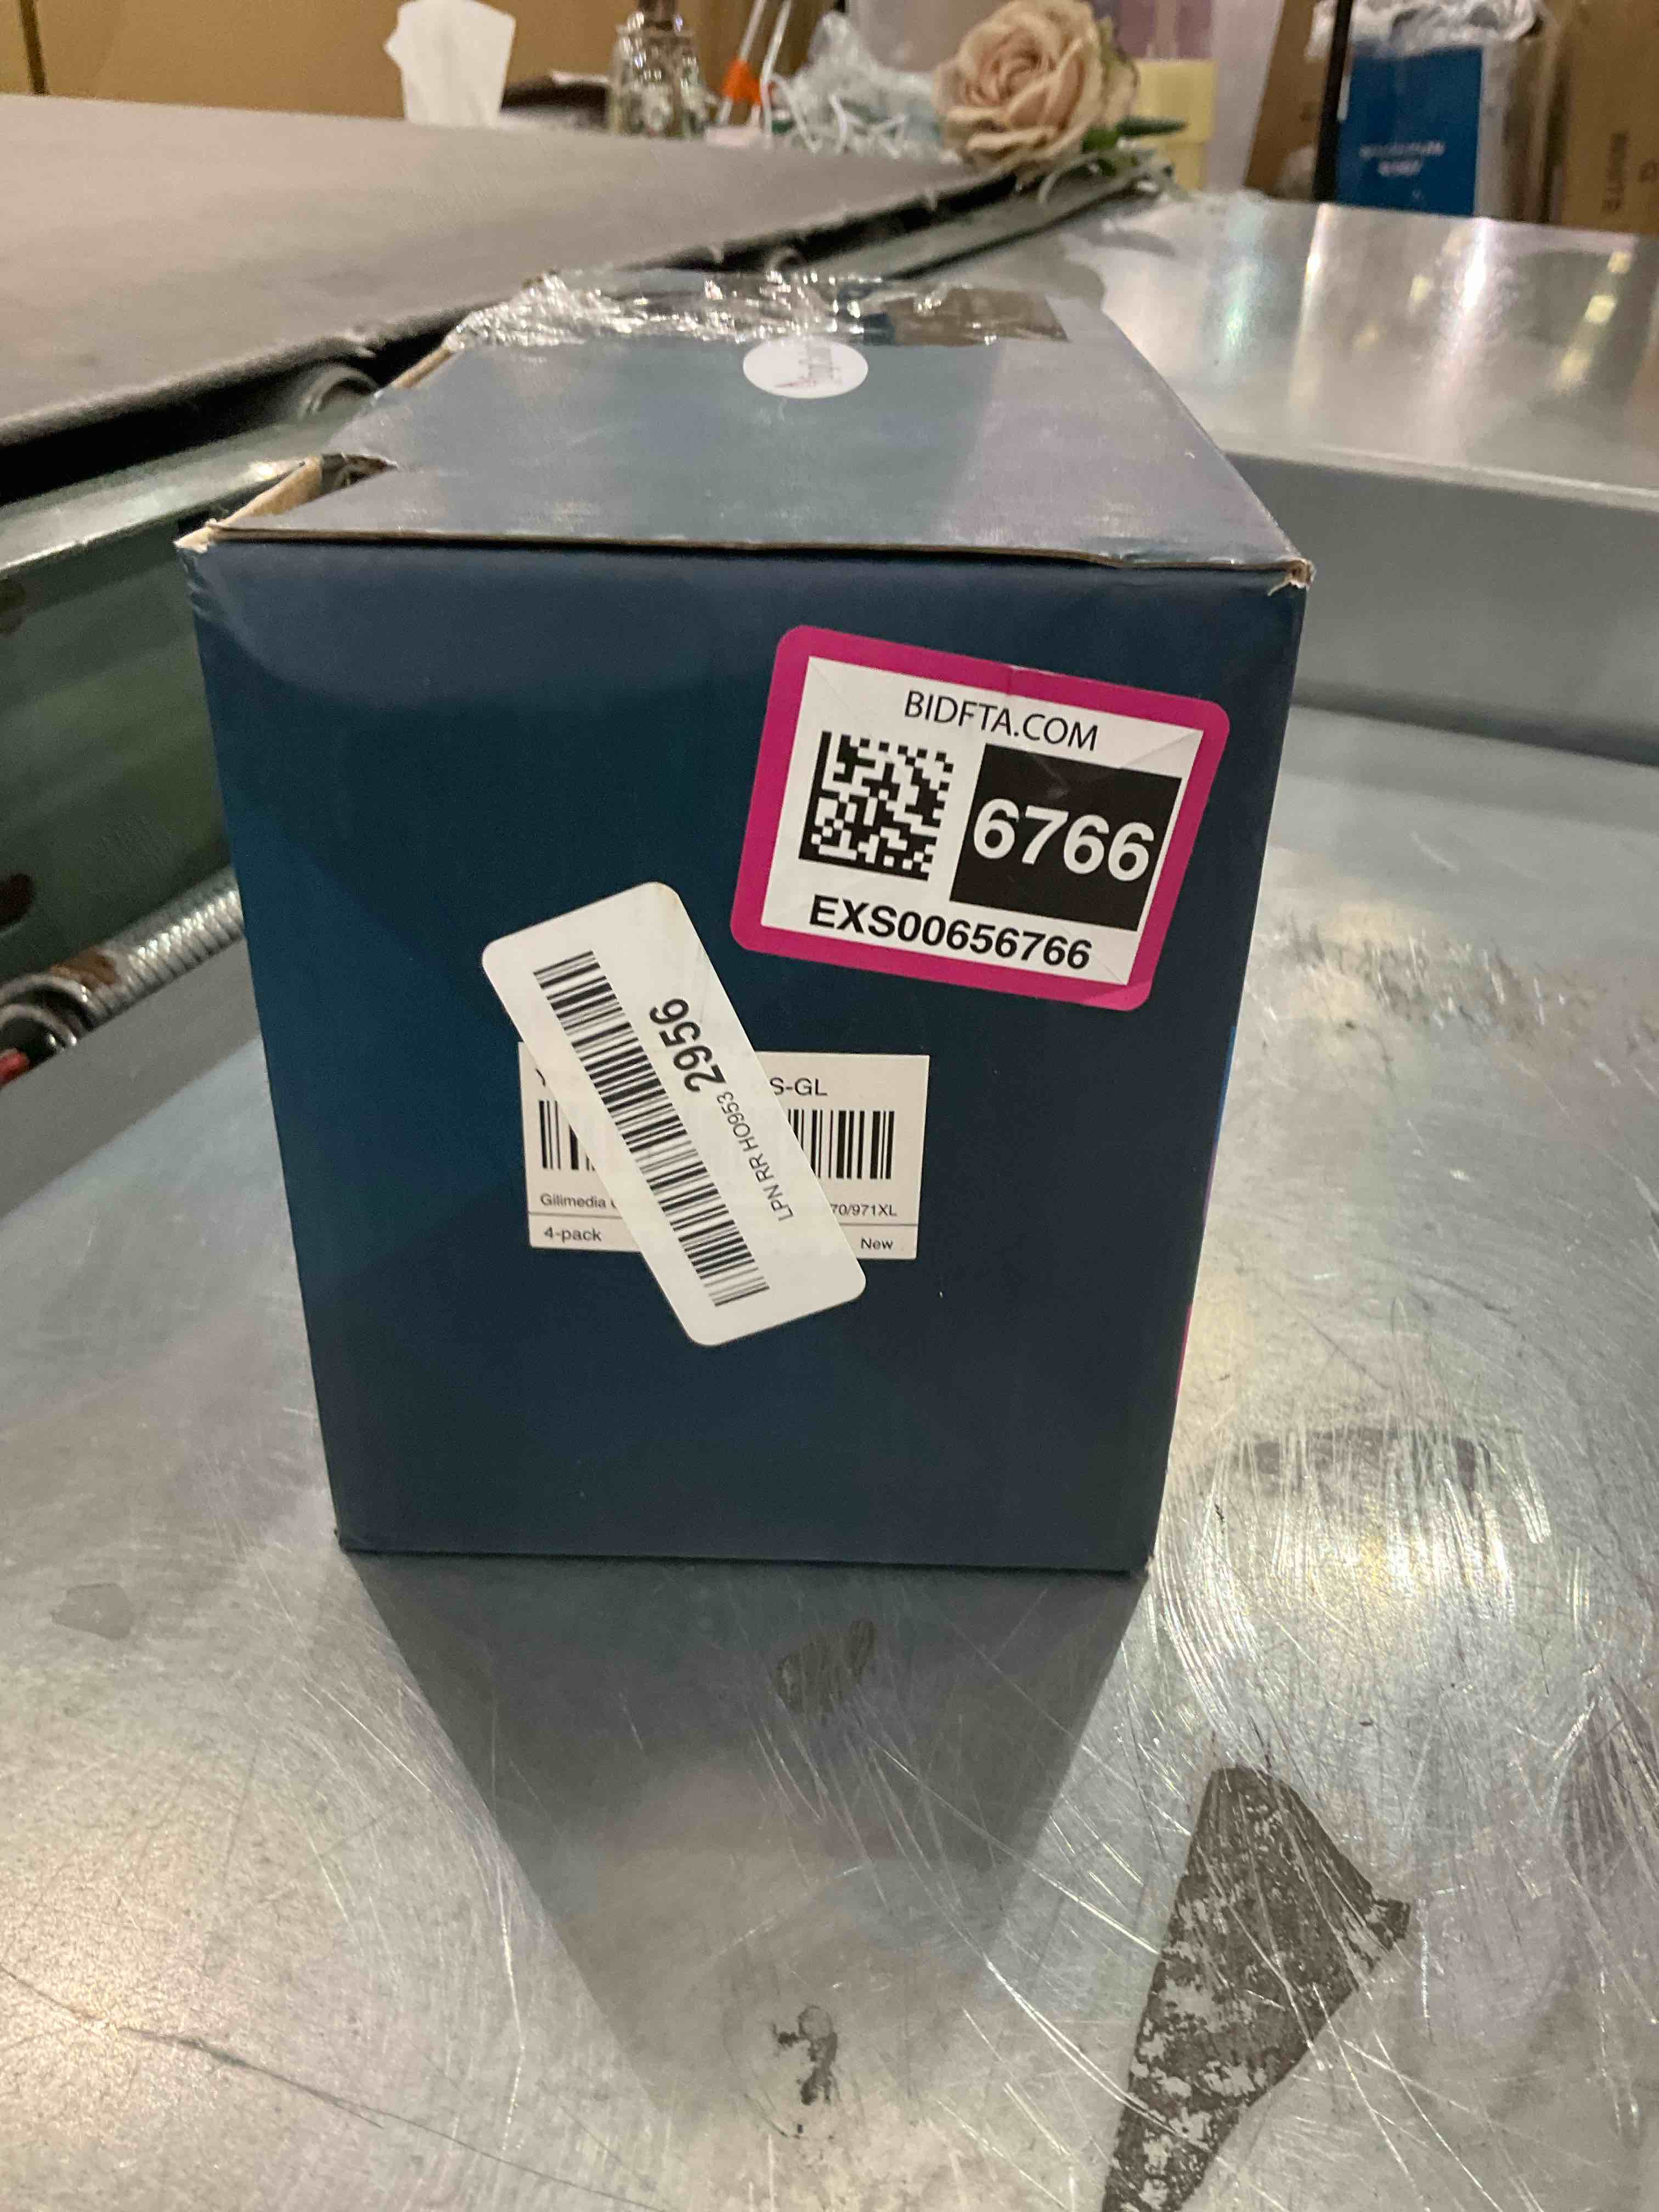 BIDFTA.COM
6766
EXS00656766
LPN RR HO953 2956
S-GL
Gilimedia
70/971XL
4-pack
New